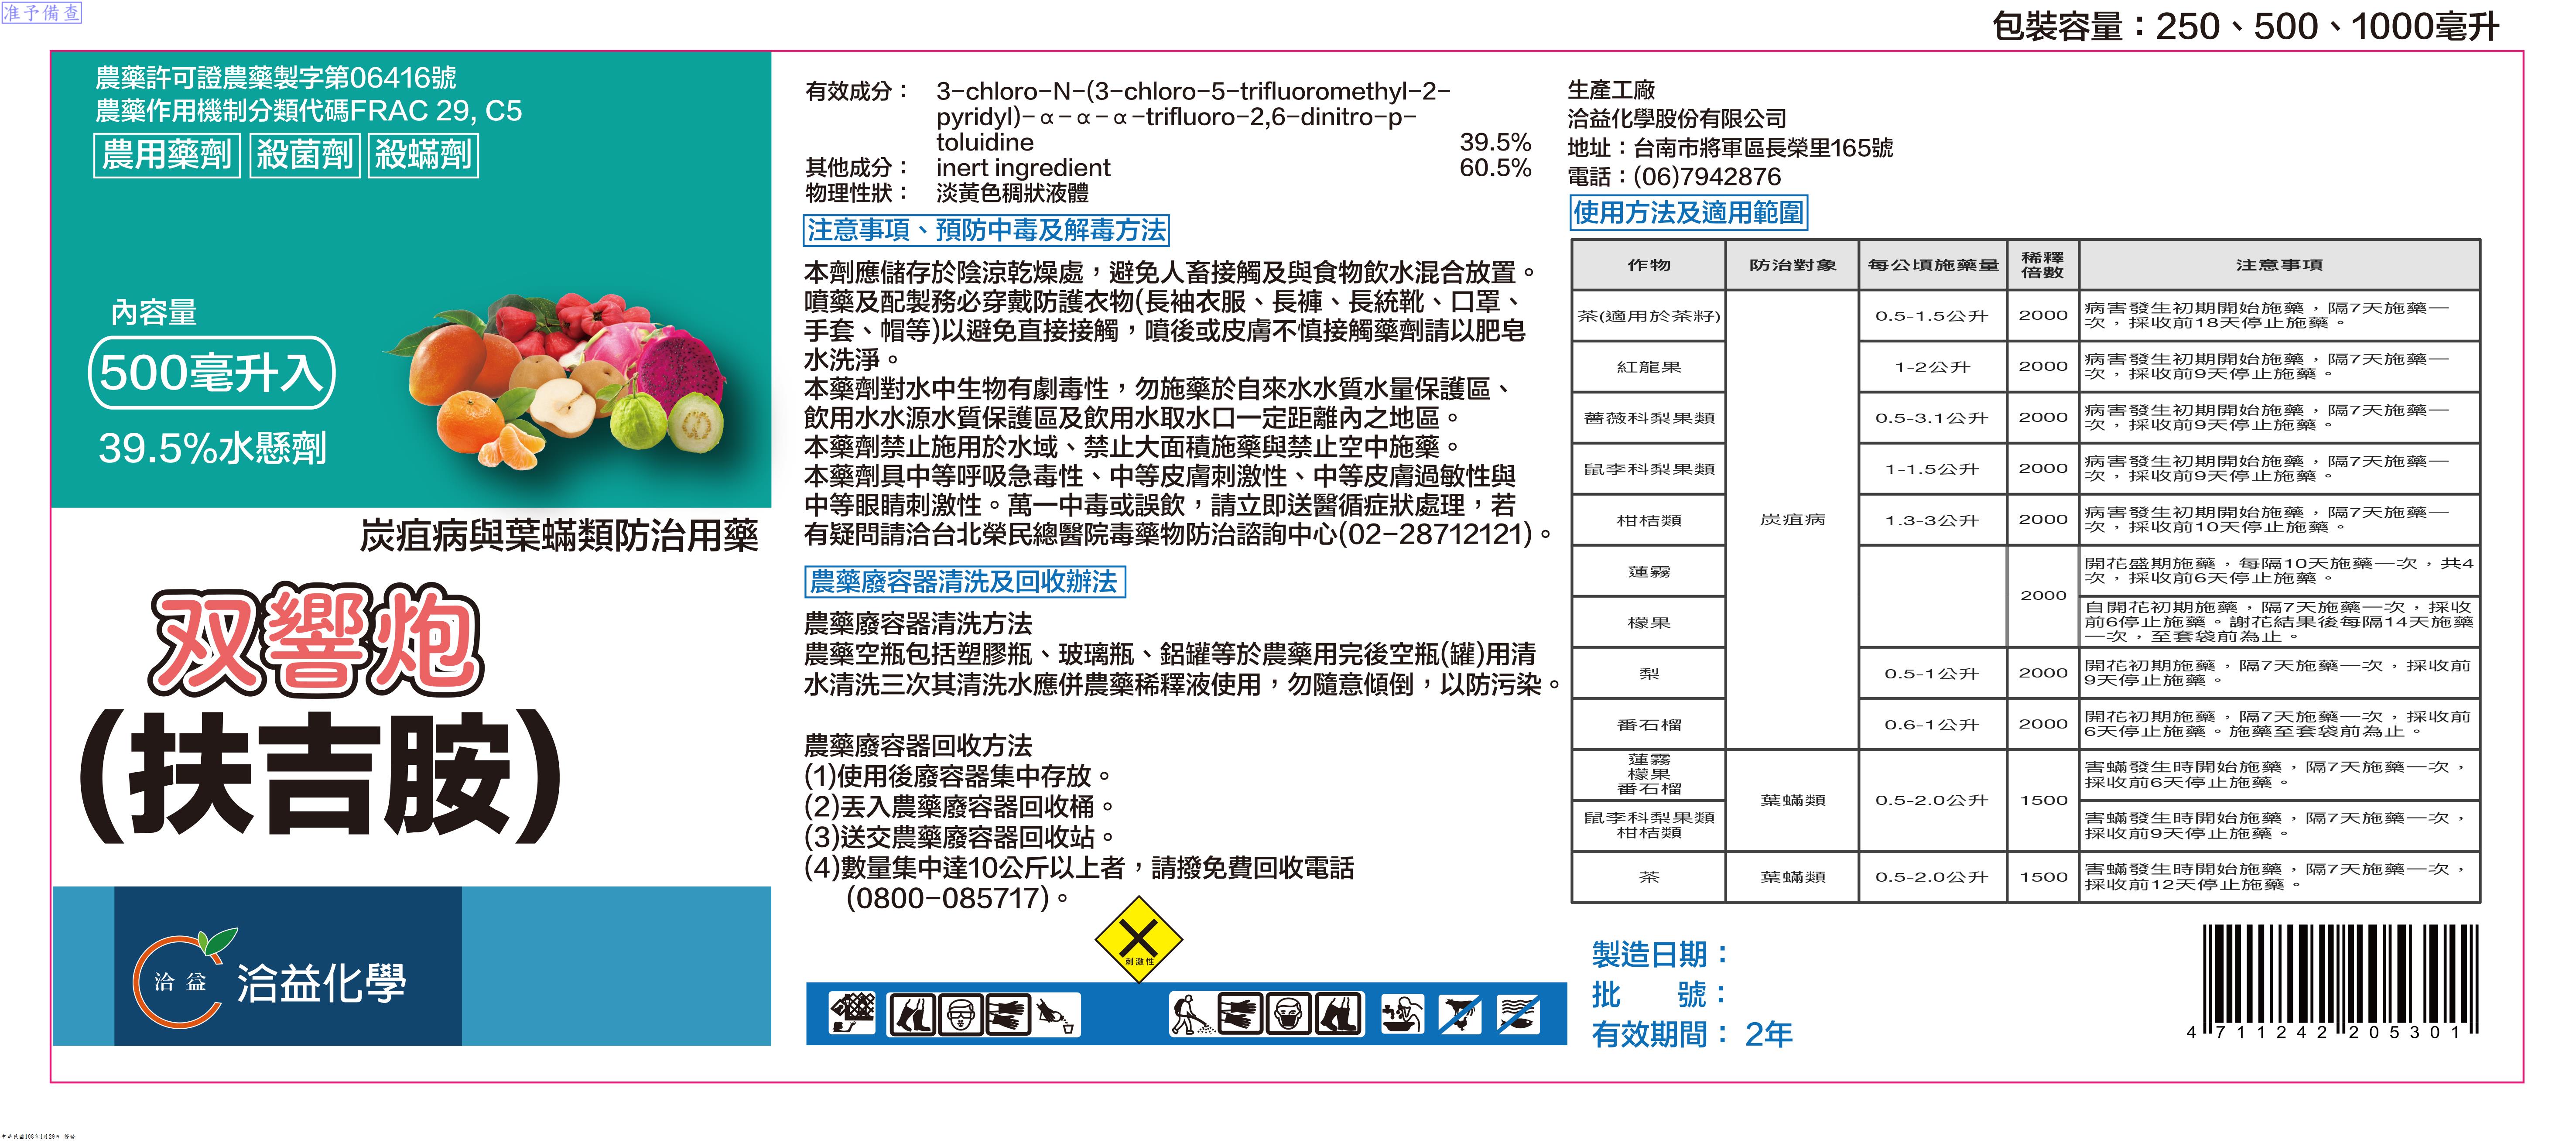 准予備查
包裝容量：250、500、1000毫升
農藥許可證農藥製字第06416號
農藥作用機制分類代碼FRAC 29, C5
農用藥劑 殺菌劑 殺蟎劑
內容量
500毫升入
39.5%水懸劑
炭疽病與葉蟎類防治用藥
双響炮
(扶吉胺)
洽益
洽益化學
有效成分： 3-chloro-N-(3-chloro-5-trifluoromethyl-2-
pyridyl)-α-α-α-trifluoro-2,6-dinitro-p-
toluidine 39.5%
其他成分： inert ingredient 60.5%
物理性狀： 淡黃色稠狀液體
注意事項、預防中毒及解毒方法
本劑應儲存於陰涼乾燥處，避免人畜接觸及與食物飲水混合放置。
噴藥及配製務必穿戴防護衣物(長袖衣服、長褲、長統靴、口罩、
手套、帽等)以避免直接接觸，噴後或皮膚不慎接觸藥劑請以肥皂
水洗淨。
本藥劑對水中生物有劇毒性，勿施藥於自來水水質水量保護區、
飲用水水源水質保護區及飲用水取水口一定距離內之地區。
本藥劑禁止施用於水域、禁止大面積施藥與禁止空中施藥。
本藥劑具中等呼吸急毒性、中等皮膚刺激性、中等皮膚過敏性與
中等眼睛刺激性。萬一中毒或誤飲，請立即送醫循症狀處理，若
有疑問請洽台北榮民總醫院毒藥物防治諮詢中心(02-28712121)。
農藥廢容器清洗及回收辦法
農藥廢容器清洗方法
農藥空瓶包括塑膠瓶、玻璃瓶、鋁罐等於農藥用完後空瓶(罐)用清
水清洗三次其清洗水應併農藥稀釋液使用，勿隨意傾倒，以防污染。
農藥廢容器回收方法
(1)使用後廢容器集中存放。
(2)丟入農藥廢容器回收桶。
(3)送交農藥廢容器回收站。
(4)數量集中達10公斤以上者，請撥免費回收電話
(0800-085717)。
刺激性
生產工廠
洽益化學股份有限公司
地址：台南市將軍區長榮里165號
電話：(06)7942876
使用方法及適用範圍
作物 防治對象 每公頃施藥量 稀釋
倍數 注意事項
茶(適用於茶籽) 0.5-1.5公升 2000 病害發生初期開始施藥，隔7天施藥一
次，採收前18天停止施藥。
紅龍果 1-2公升 2000 病害發生初期開始施藥，隔7天施藥一
次，採收前9天停止施藥。
薔薇科梨果類 0.5-3.1公升 2000 病害發生初期開始施藥，隔7天施藥一
次，採收前9天停止施藥。
鼠李科梨果類 1-1.5公升 2000 病害發生初期開始施藥，隔7天施藥一
次，採收前9天停止施藥。
柑桔類 炭疽病 1.3-3公升 2000 病害發生初期開始施藥，隔7天施藥一
次，採收前10天停止施藥。
蓮霧 2000 開花盛期施藥，每隔10天施藥一次，共4
次，採收前6天停止施藥。
檬果 自開花初期施藥，隔7天施藥一次，採收
前6停止施藥。謝花結果後每隔14天施藥
一次，至套袋前為止。
梨 0.5-1公升 2000 開花初期施藥，隔7天施藥一次，採收前
9天停止施藥。
番石榴 0.6-1公升 2000 開花初期施藥，隔7天施藥一次，採收前
6天停止施藥。施藥至套袋前為止。
蓮霧
檬果
番石榴 葉蟎類 0.5-2.0公升 1500 害蟎發生時開始施藥，隔7天施藥一次，
採收前6天停止施藥。
鼠李科梨果類
柑桔類 害蟎發生時開始施藥，隔7天施藥一次，
採收前9天停止施藥。
茶 葉蟎類 0.5-2.0公升 1500 害蟎發生時開始施藥，隔7天施藥一次，
採收前12天停止施藥。
製造日期：
批 號：
有效期間： 2年
4 711242 205301
中華民國108年1月29日 簽發